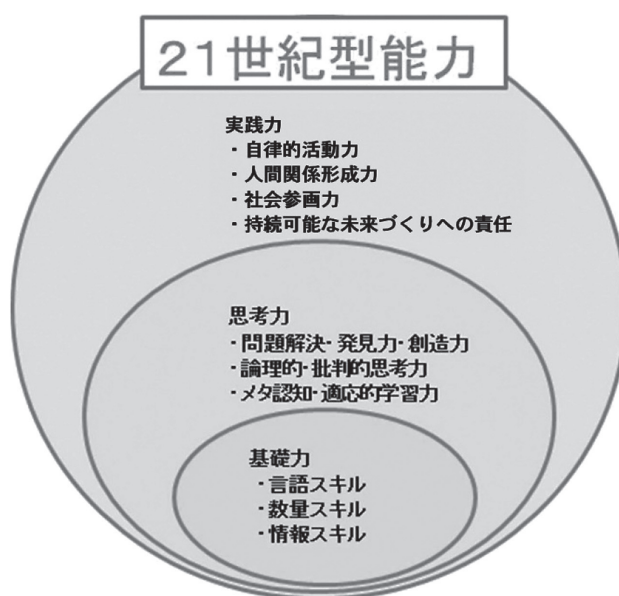 21世紀型能力
実践力
・自律的活動力
・人間関係形成力
・社会参画力
・持続可能な未来づくりへの責任
思考力
・問題解決・発見力・創造力
・論理的・批判的思考力
・メタ認知・適応的学習力
基礎力
・言語スキル
・数量スキル
・情報スキル